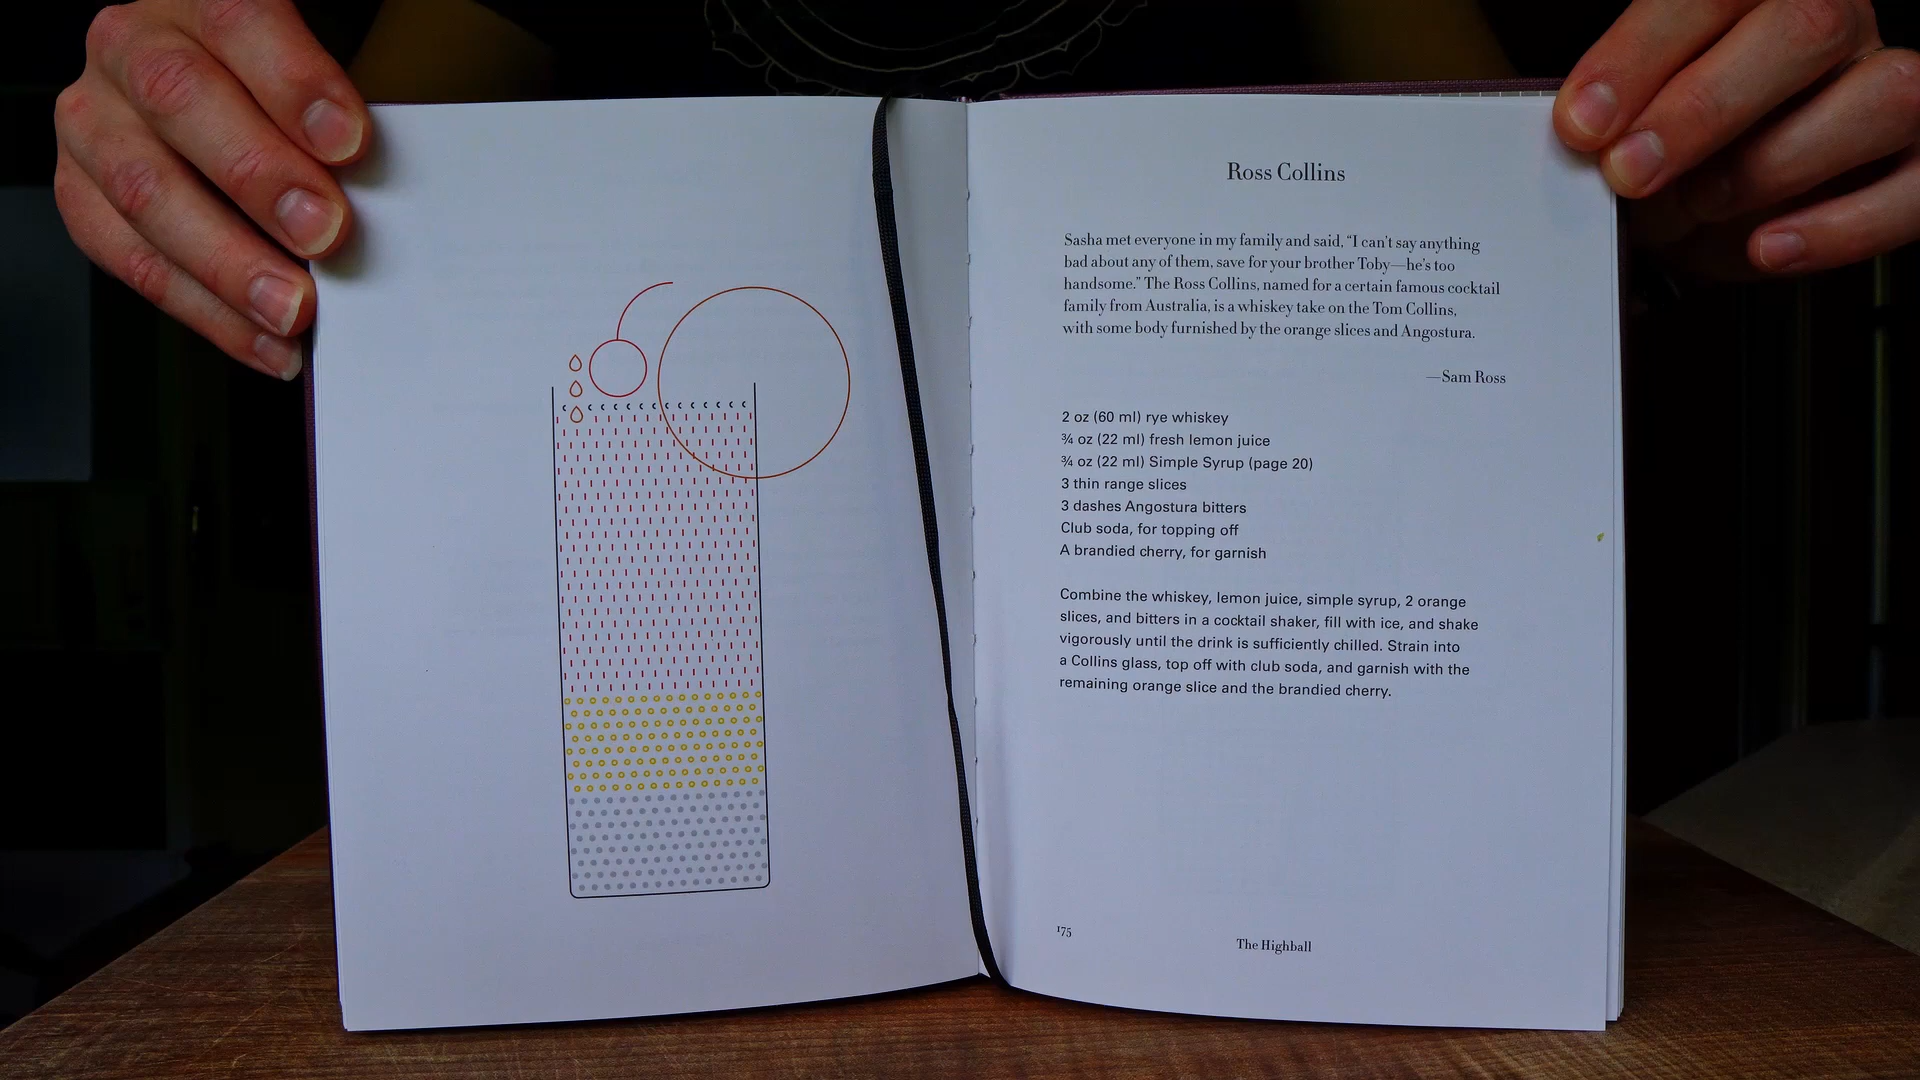 Ross Collins
Sasha met everyone in my family and said, “I can’t say anything
bad about any of them, save for your brother Toby—he’s too
handsome.” The Ross Collins, named for a certain famous cocktail
family from Australia, is a whiskey take on the Tom Collins,
with some body furnished by the orange slices and Angostura.
—Sam Ross
2 oz (60 ml) rye whiskey
¾ oz (22 ml) fresh lemon juice
¾ oz (22 ml) Simple Syrup (page 20)
3 thin range slices
3 dashes Angostura bitters
Club soda, for topping off
A brandied cherry, for garnish
Combine the whiskey, lemon juice, simple syrup, 2 orange
slices, and bitters in a cocktail shaker, fill with ice, and shake
vigorously until the drink is sufficiently chilled. Strain into
a Collins glass, top off with club soda, and garnish with the
remaining orange slice and the brandied cherry.
175
The Highball